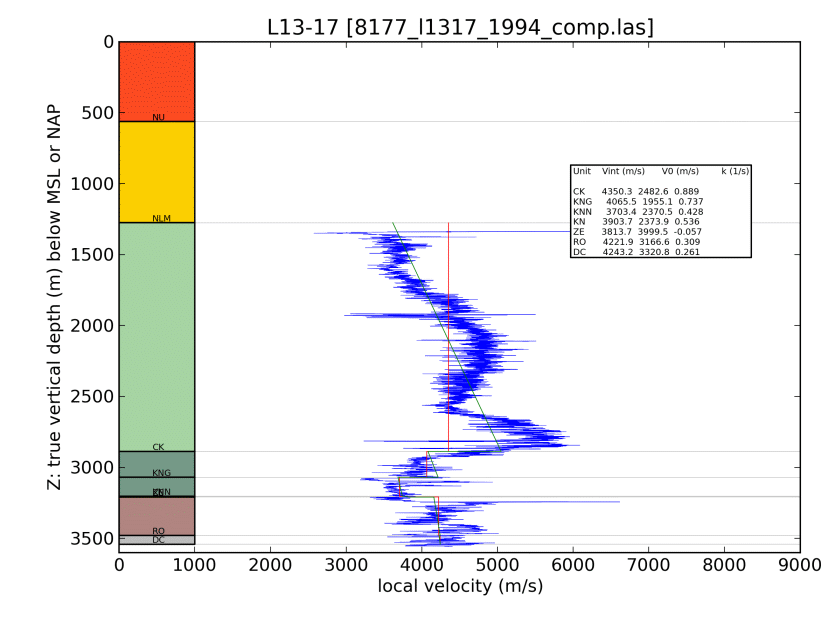 L13-17 [8177_l1317_1994_comp.las]
Z: true vertical depth (m) below MSL or NAP
0
500
1000
1500
2000
2500
3000
3500
NU
NLM
CK
KNG
KNN
RO
DC
Unit Vint (m/s) V0 (m/s) k (1/s)
CK 4350.3 2482.6 0.889
KNG 4065.5 1955.1 0.737
KNN 3703.4 2370.5 0.428
KN 3903.7 2373.9 0.536
ZE 3813.7 3999.5 -0.057
RO 4221.9 3166.6 0.309
DC 4243.2 3320.8 0.261
0 1000 2000 3000 4000 5000 6000 7000 8000 9000
local velocity (m/s)